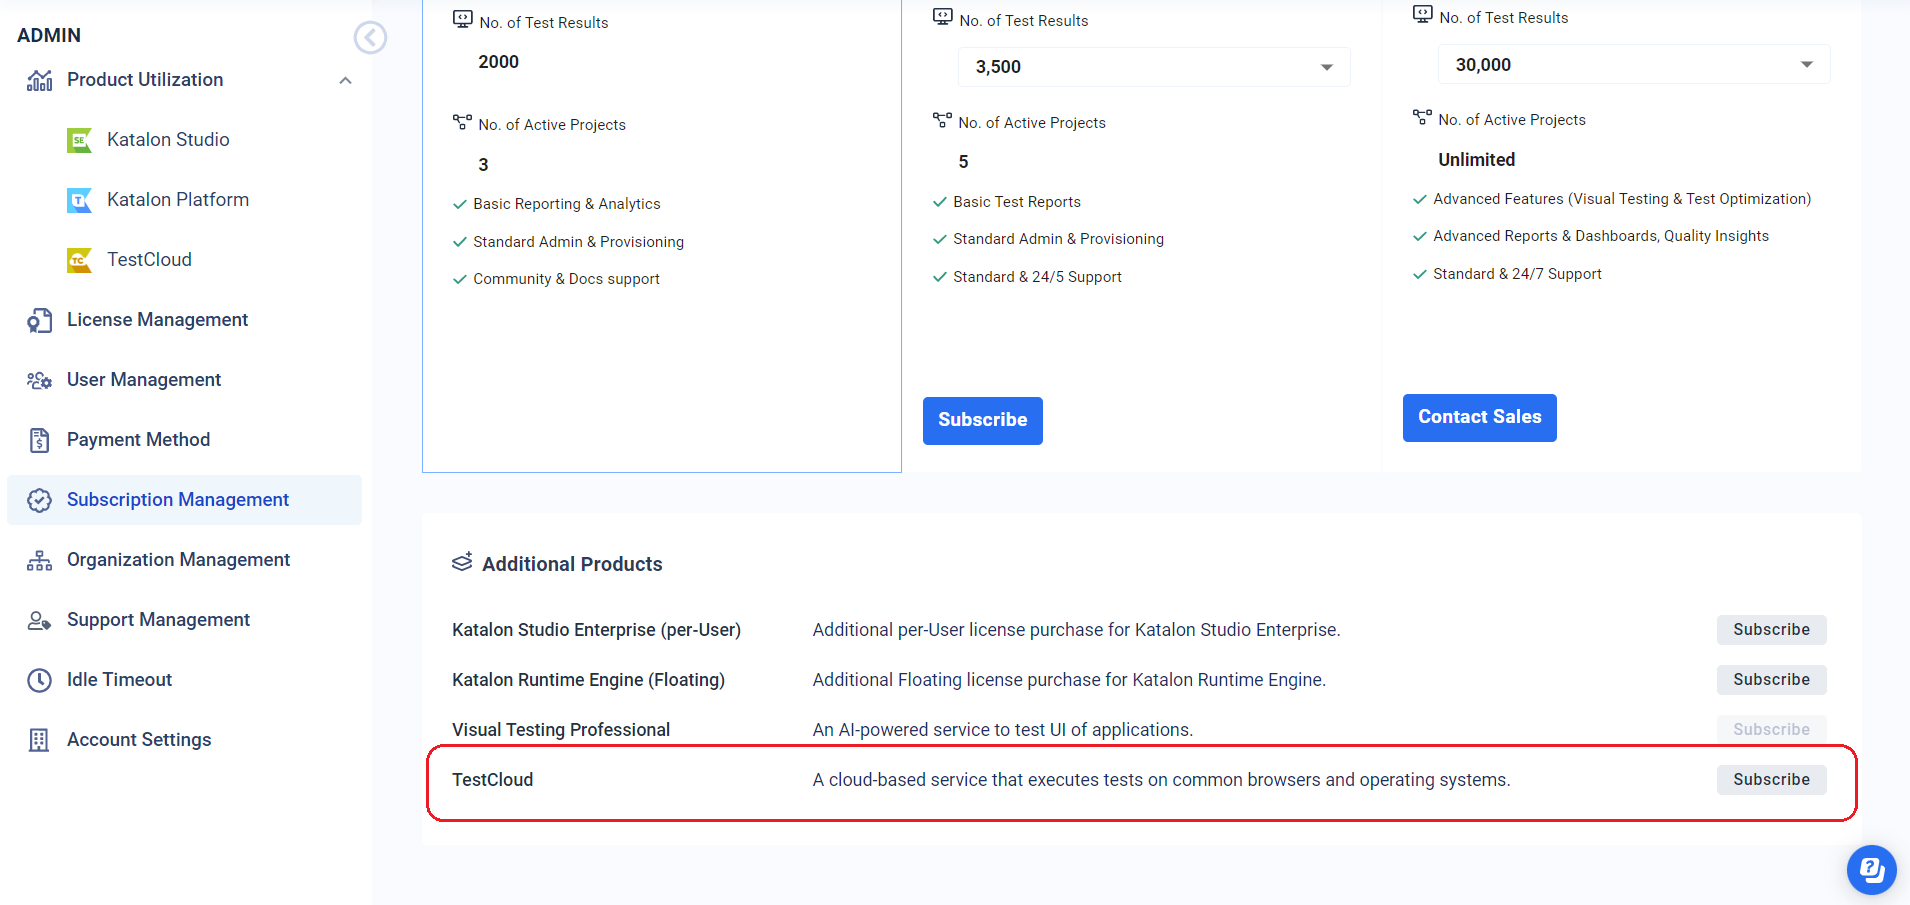 ADMIN
Product Utilization
SE Katalon Studio
T Katalon Platform
TC TestCloud
License Management
User Management
Payment Method
Subscription Management
Organization Management
Support Management
Idle Timeout
Account Settings
No. of Test Results
2000
No. of Active Projects
3
Basic Reporting & Analytics
Standard Admin & Provisioning
Community & Docs support
No. of Test Results
3,500
No. of Active Projects
5
Basic Test Reports
Standard Admin & Provisioning
Standard & 24/5 Support
Subscribe
No. of Test Results
30,000
No. of Active Projects
Unlimited
Advanced Features (Visual Testing & Test Optimization)
Advanced Reports & Dashboards, Quality Insights
Standard & 24/7 Support
Contact Sales
Additional Products
Katalon Studio Enterprise (per-User) Additional per-User license purchase for Katalon Studio Enterprise. Subscribe
Katalon Runtime Engine (Floating) Additional Floating license purchase for Katalon Runtime Engine. Subscribe
Visual Testing Professional An AI-powered service to test UI of applications. Subscribe
TestCloud A cloud-based service that executes tests on common browsers and operating systems. Subscribe
?